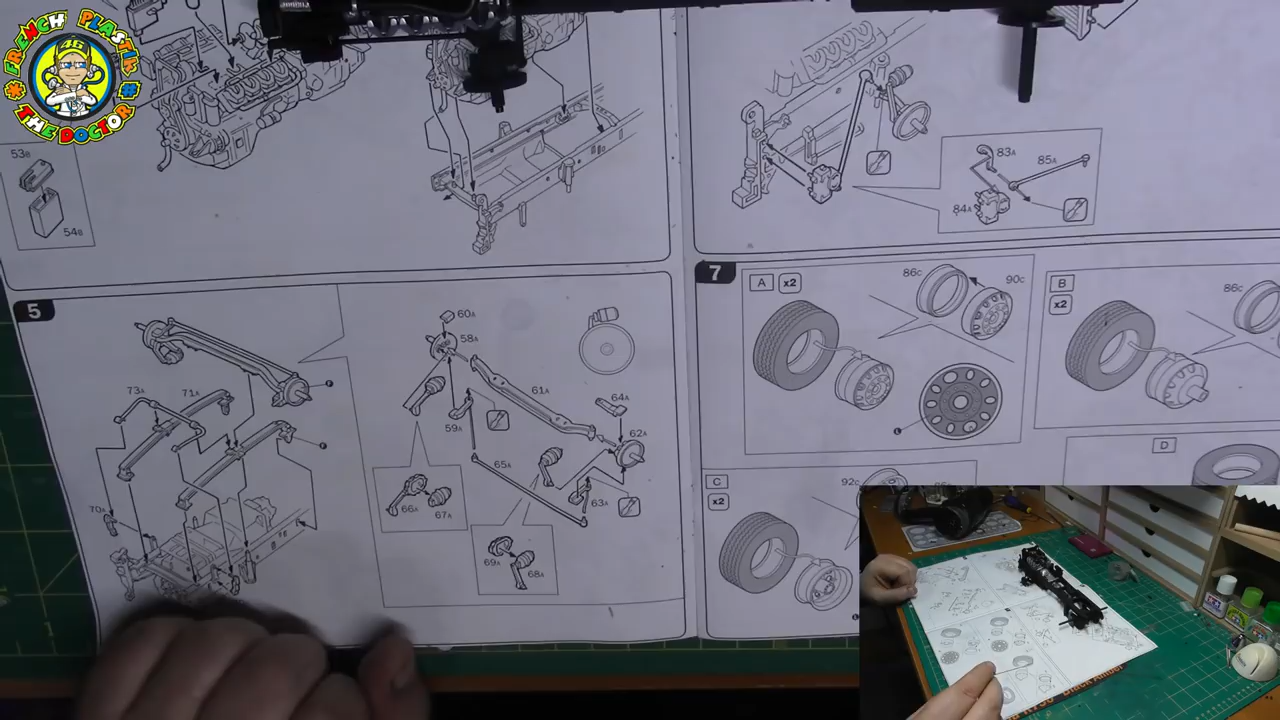 FRENCH PLASTIK
46
THE DOCTOR
53B
54B
83A
85A
84A
5
60A
58A
73A
71A
61A
64A
59A
62A
65A
70A
66A
67A
63A
69A
68A
7
A
x2
86C
90C
B
x2
86C
C
x2
92C
D